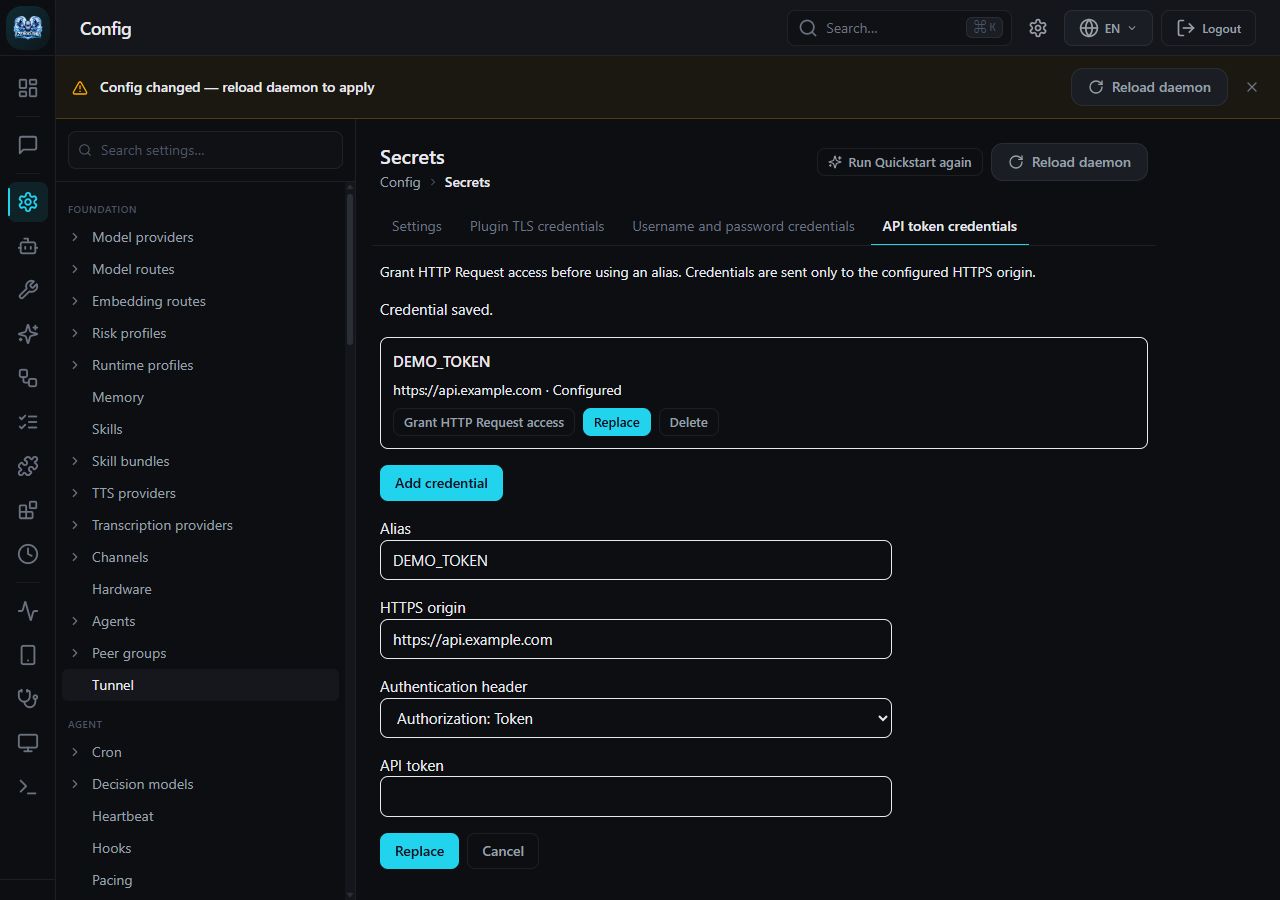 Config
Search...
⌘K
EN
Logout
Config changed — reload daemon to apply
Reload daemon
Search settings...
FOUNDATION
Model providers
Model routes
Embedding routes
Risk profiles
Runtime profiles
Memory
Skills
Skill bundles
TTS providers
Transcription providers
Channels
Hardware
Agents
Peer groups
Tunnel
AGENT
Cron
Decision models
Heartbeat
Hooks
Pacing
Secrets
Config > Secrets
Run Quickstart again
Reload daemon
Settings
Plugin TLS credentials
Username and password credentials
API token credentials
Grant HTTP Request access before using an alias. Credentials are sent only to the configured HTTPS origin.
Credential saved.
DEMO_TOKEN
https://api.example.com · Configured
Grant HTTP Request access
Replace
Delete
Add credential
Alias
DEMO_TOKEN
HTTPS origin
https://api.example.com
Authentication header
Authorization: Token
API token
Replace
Cancel